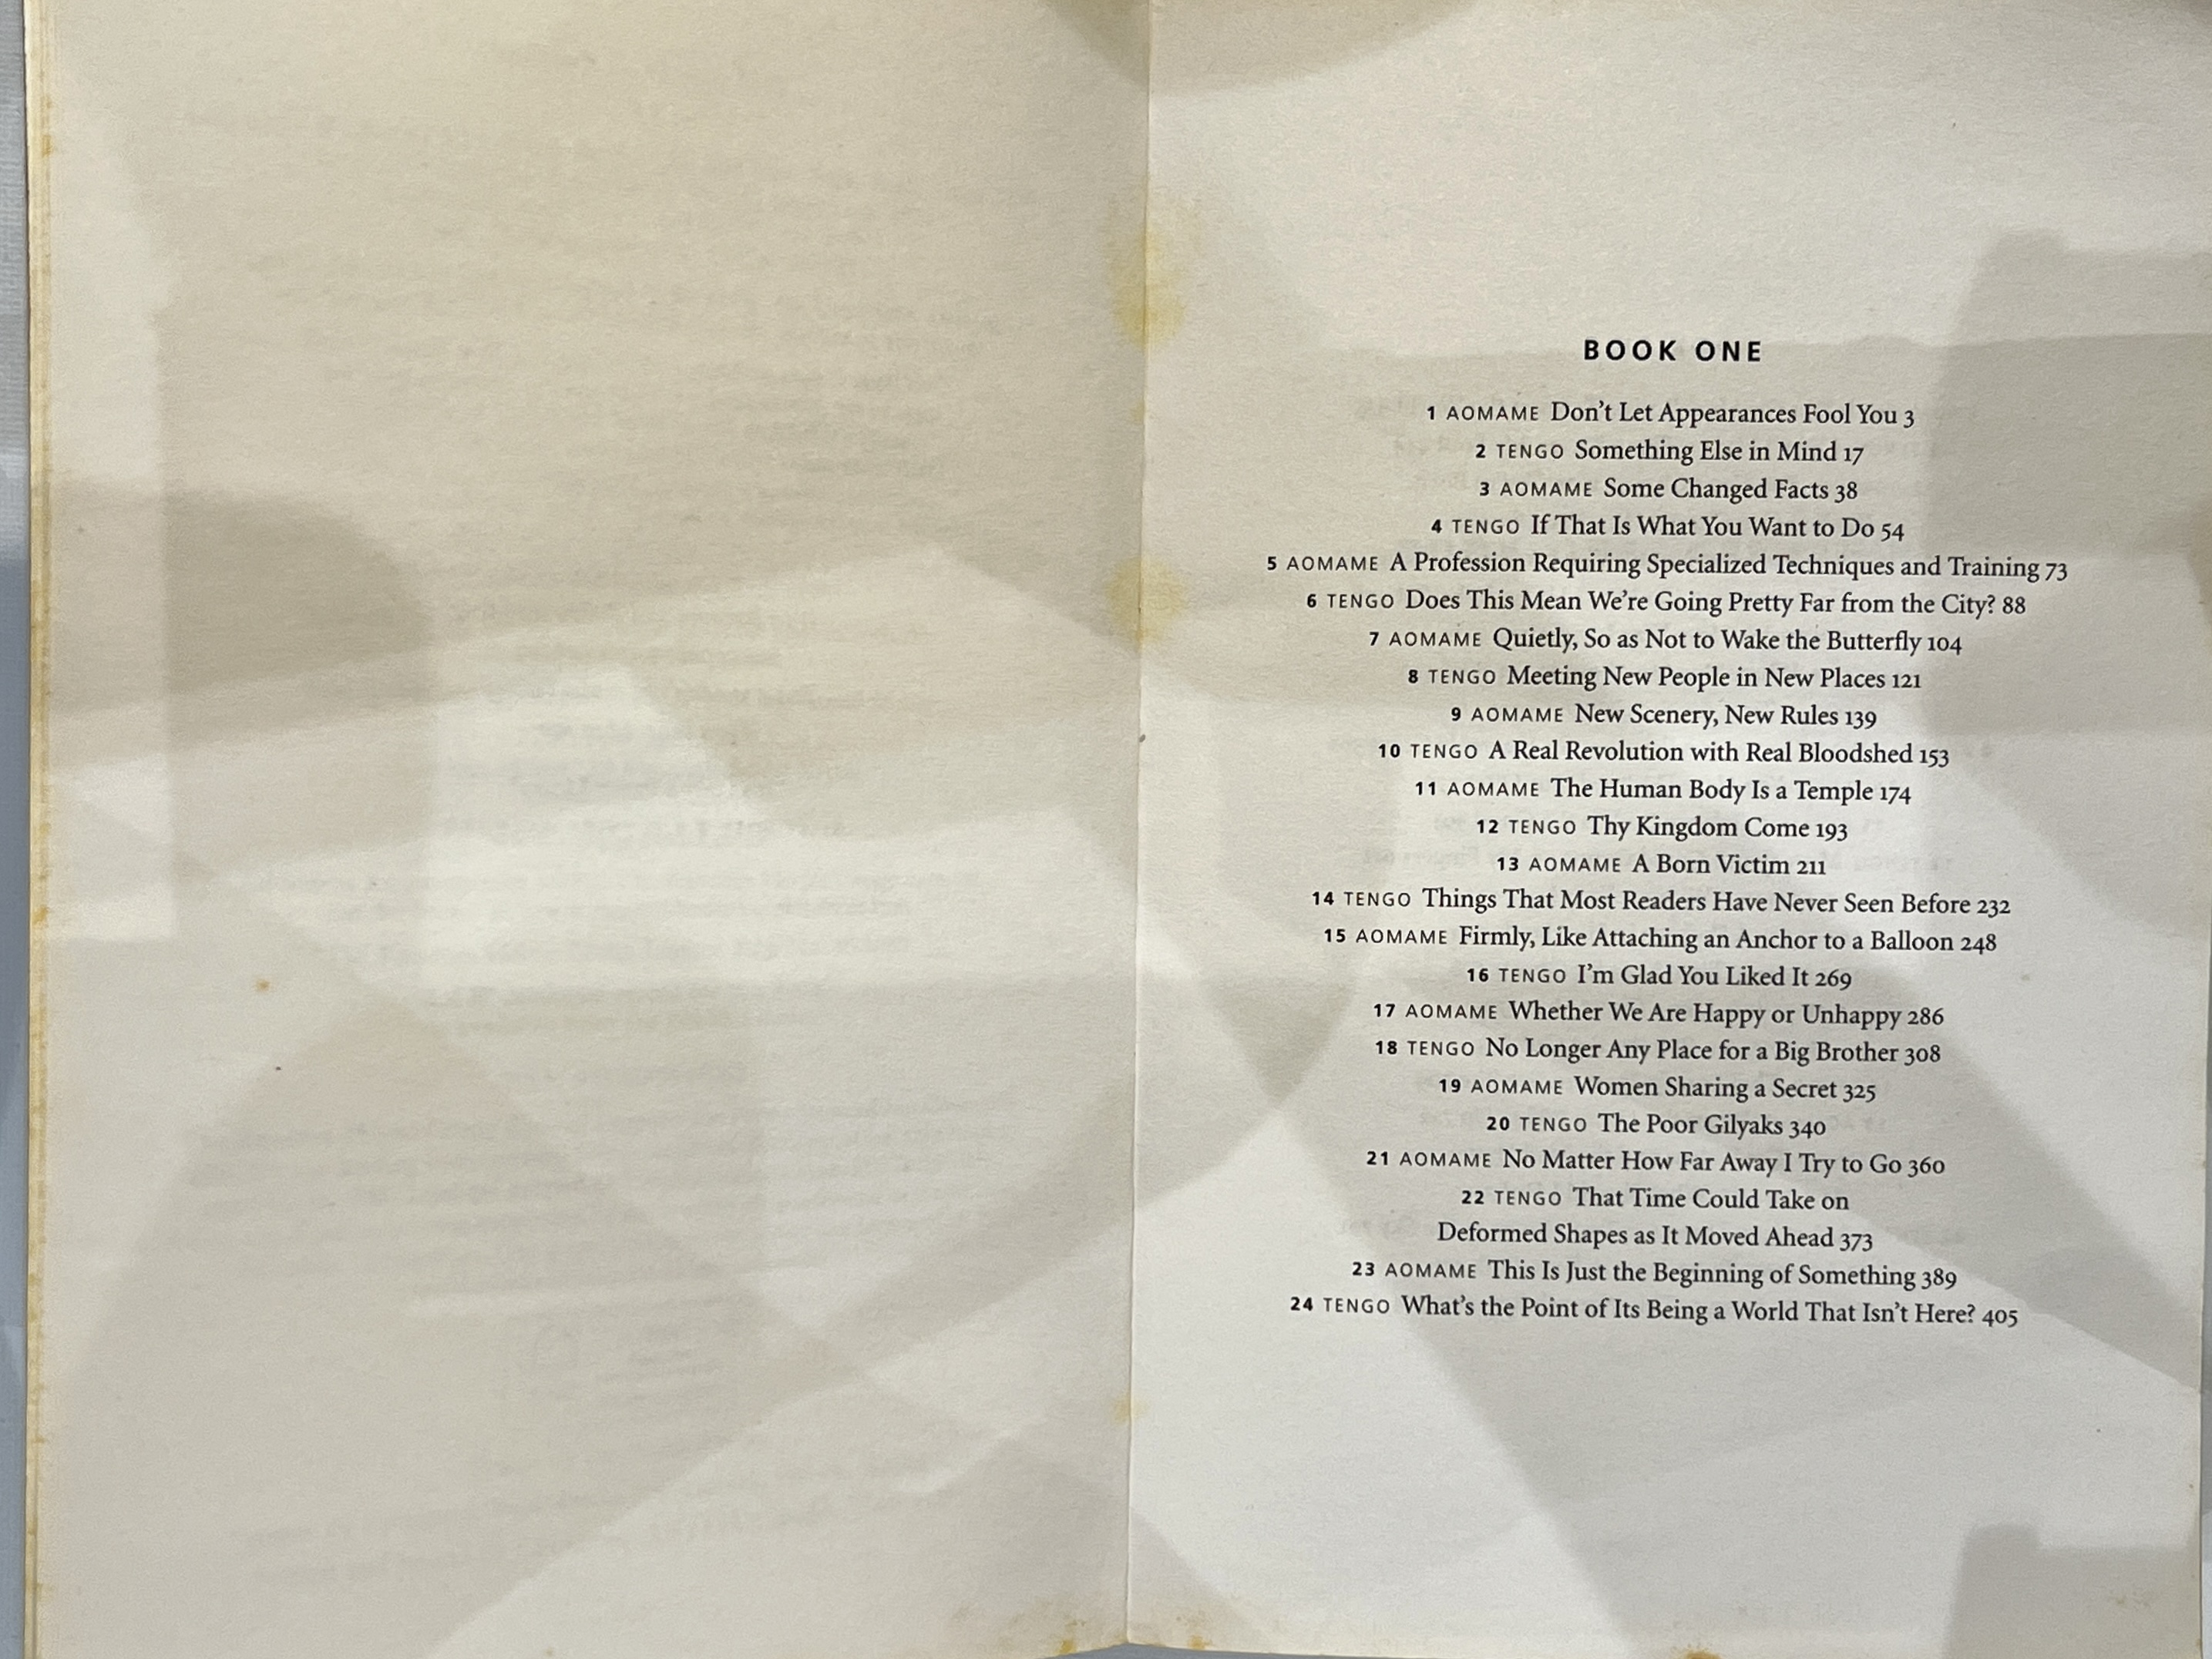 BOOK ONE
1 AOMAME Don’t Let Appearances Fool You 3
2 TENGO Something Else in Mind 17
3 AOMAME Some Changed Facts 38
4 TENGO If That Is What You Want to Do 54
5 AOMAME A Profession Requiring Specialized Techniques and Training 73
6 TENGO Does This Mean We’re Going Pretty Far from the City? 88
7 AOMAME Quietly, So as Not to Wake the Butterfly 104
8 TENGO Meeting New People in New Places 121
9 AOMAME New Scenery, New Rules 139
10 TENGO A Real Revolution with Real Bloodshed 153
11 AOMAME The Human Body Is a Temple 174
12 TENGO Thy Kingdom Come 193
13 AOMAME A Born Victim 211
14 TENGO Things That Most Readers Have Never Seen Before 232
15 AOMAME Firmly, Like Attaching an Anchor to a Balloon 248
16 TENGO I’m Glad You Liked It 269
17 AOMAME Whether We Are Happy or Unhappy 286
18 TENGO No Longer Any Place for a Big Brother 308
19 AOMAME Women Sharing a Secret 325
20 TENGO The Poor Gilyaks 340
21 AOMAME No Matter How Far Away I Try to Go 360
22 TENGO That Time Could Take on
Deformed Shapes as It Moved Ahead 373
23 AOMAME This Is Just the Beginning of Something 389
24 TENGO What’s the Point of Its Being a World That Isn’t Here? 405